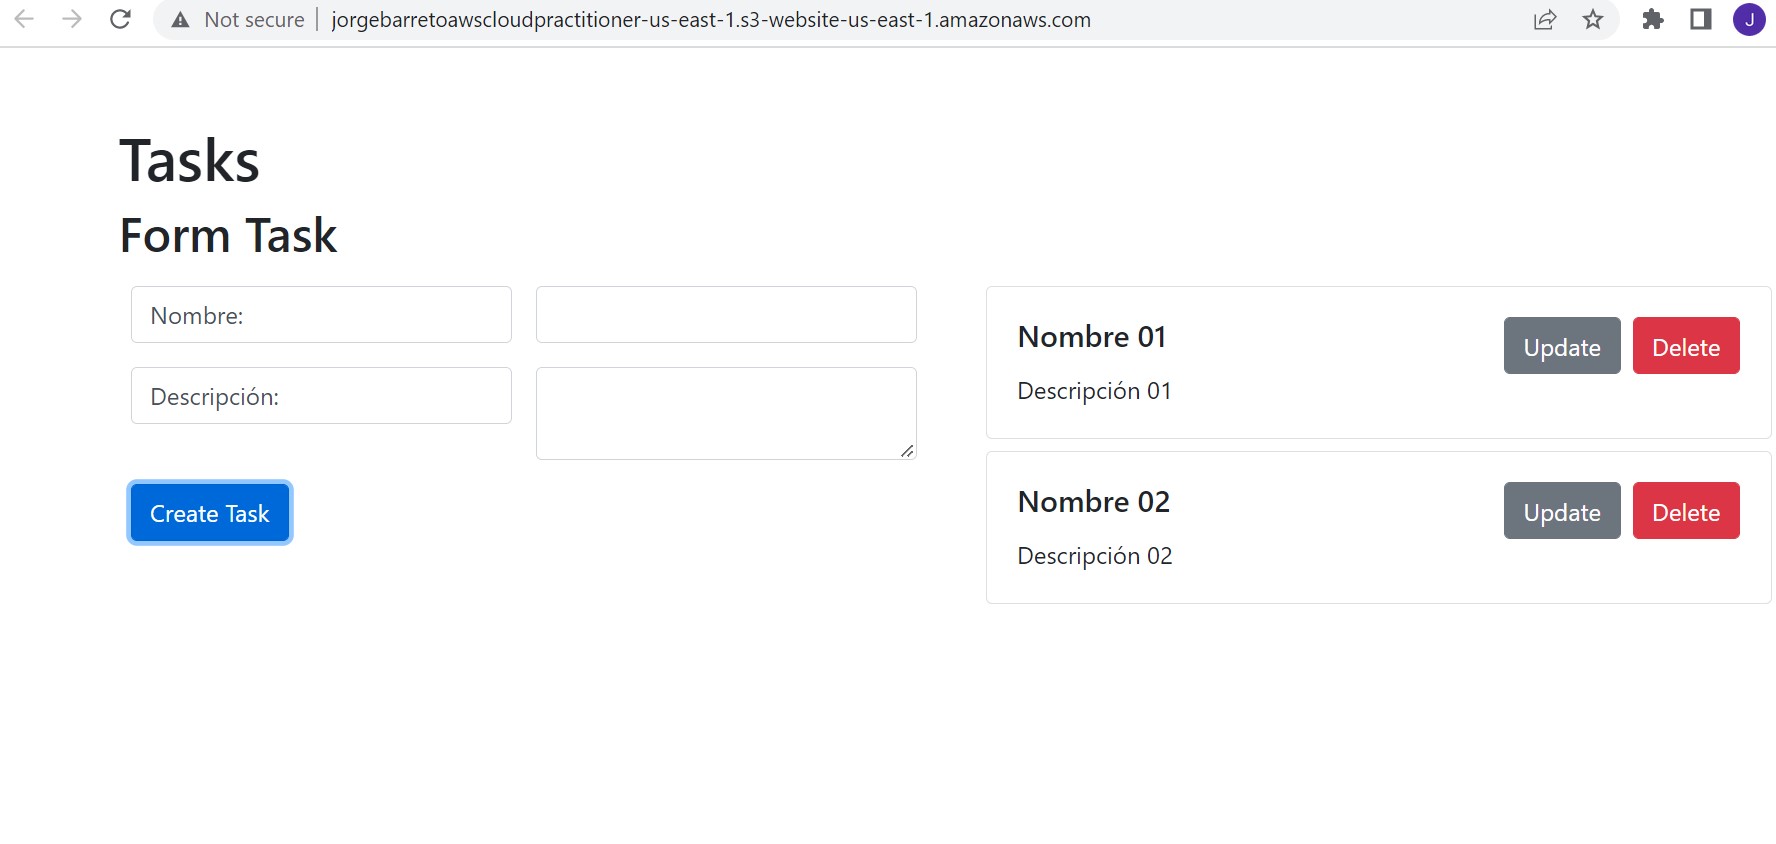 Not secure | jorgebarretoawscloudpractitioner-us-east-1.s3-website-us-east-1.amazonaws.com
J
Tasks
Form Task
Nombre:
Descripción:
Create Task
Nombre 01
Update Delete
Descripción 01
Nombre 02
Update Delete
Descripción 02